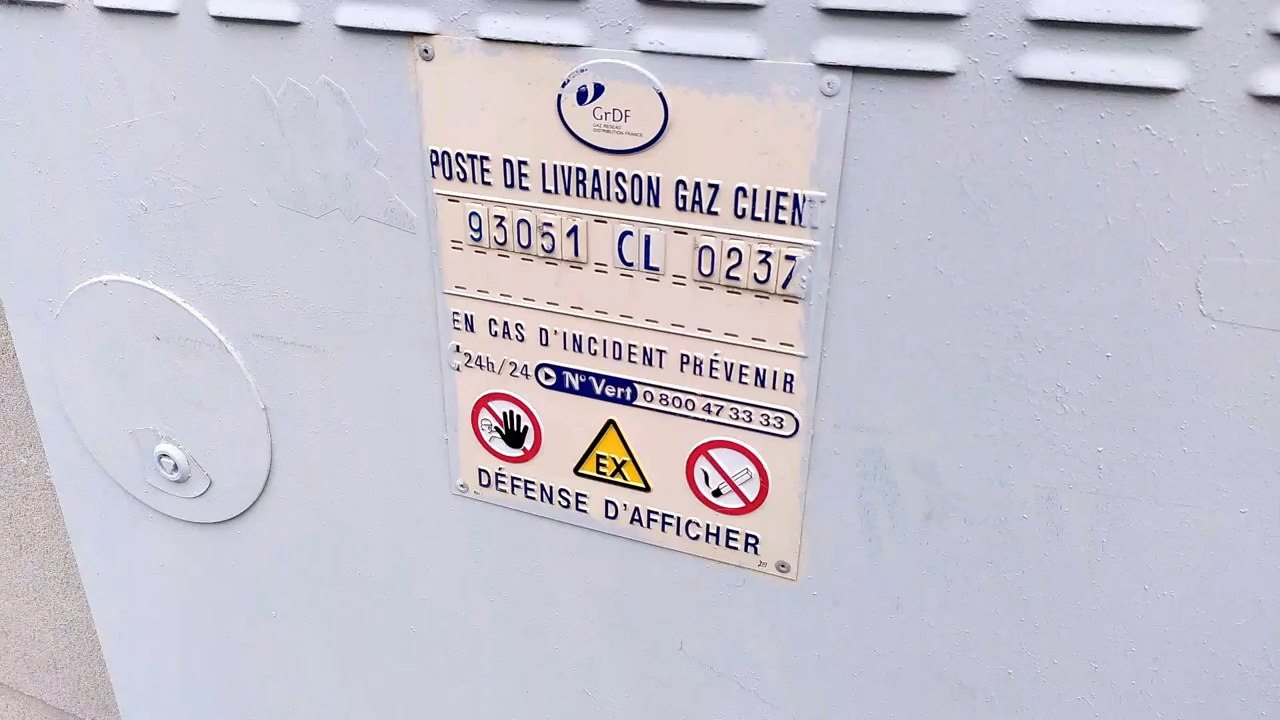 GrDF
GAZ RÉSEAU
DISTRIBUTION FRANCE
POSTE DE LIVRAISON GAZ CLIEN
93051 CL 0237
EN CAS D'INCIDENT PRÉVENIR
24h/24 N° Vert 0 800 47 33 33
EX
DÉFENSE D'AFFICHER